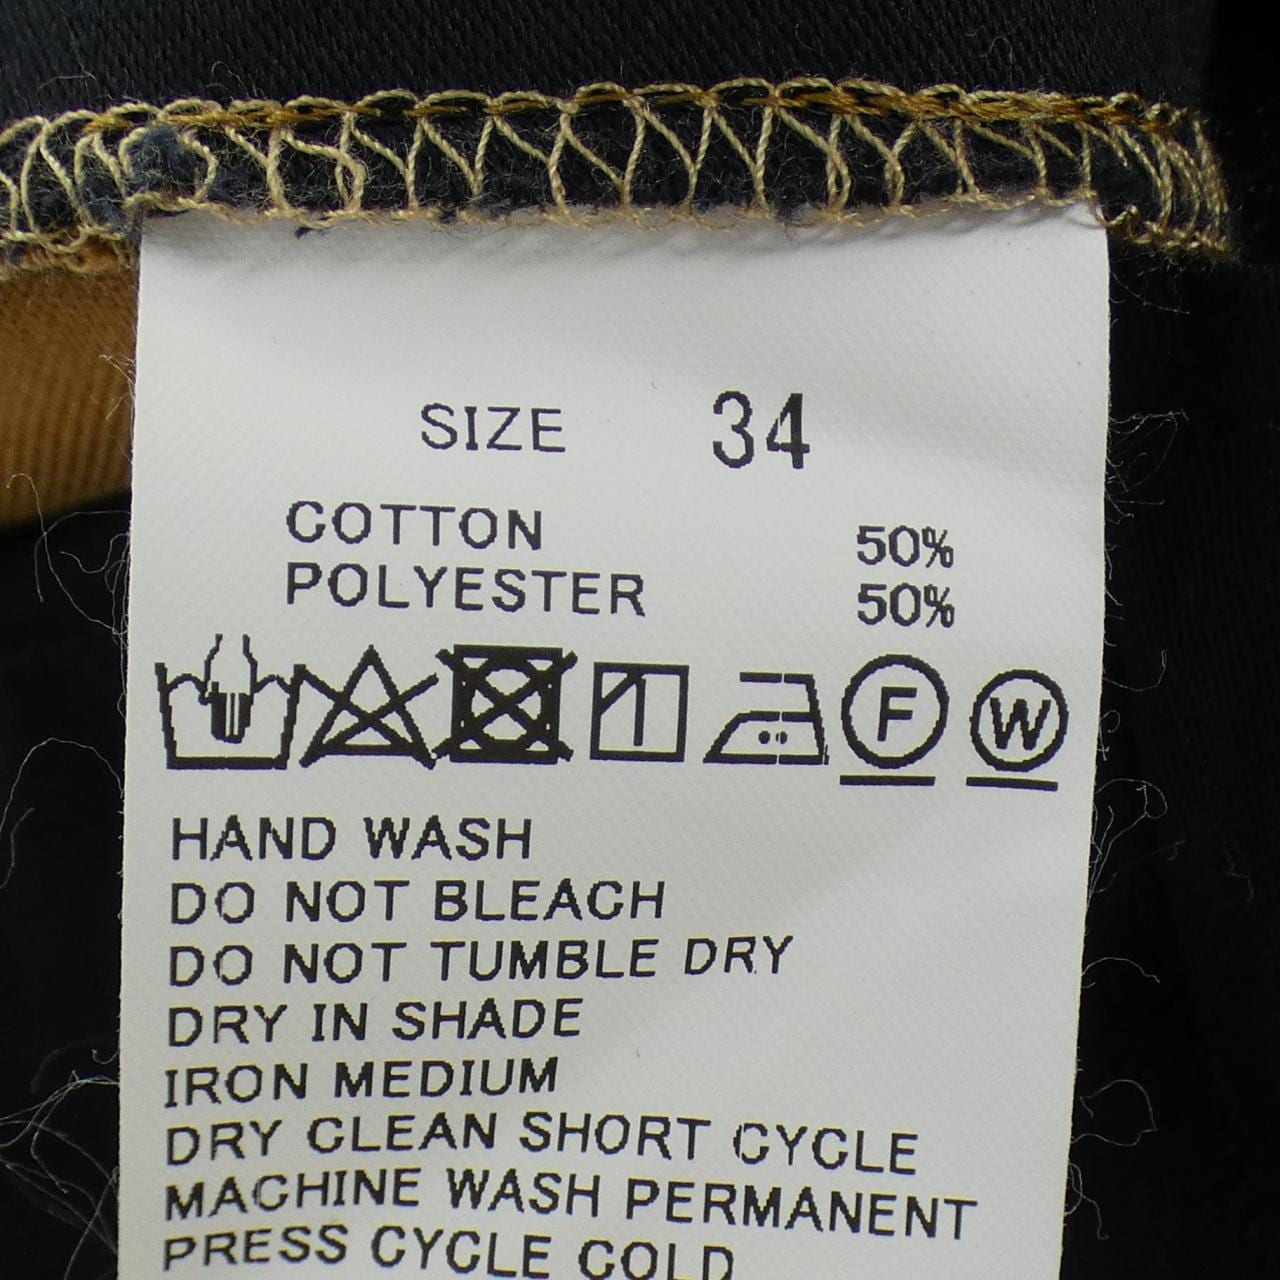 SIZE 34
COTTON 50%
POLYESTER 50%
F W
HAND WASH
DO NOT BLEACH
DO NOT TUMBLE DRY
DRY IN SHADE
IRON MEDIUM
DRY CLEAN SHORT CYCLE
MACHINE WASH PERMANENT
PRESS CYCLE COLD